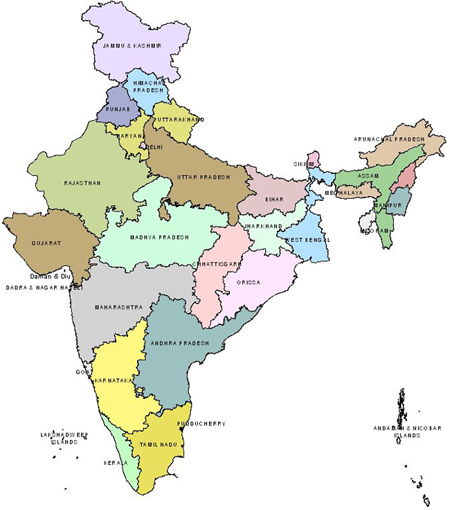 JAMMU & KASHMIR
HIMACHAL
PRADESH
PUNJAB
UTTARAKHAND
HARYANA
DELHI
ARUNACHAL PRADESH
SIKKIM
RAJASTHAN
UTTAR PRADESH
ASSAM
MEGHALAYA
BIHAR
MANIPUR
JHARKHAND
MIZORAM
MADHYA PRADESH
WEST BENGAL
GUJARAT
CHHATTISGARH
Daman & Diu
ORISSA
DADRA & NAGAR HAVELI
MAHARASHTRA
ANDHRA PRADESH
GOA
KARNATAKA
PUDUCHERRY
ANDAMAN & NICOBAR
ISLANDS
LAKSHADWEEP
ISLANDS
TAMIL NADU
KERALA